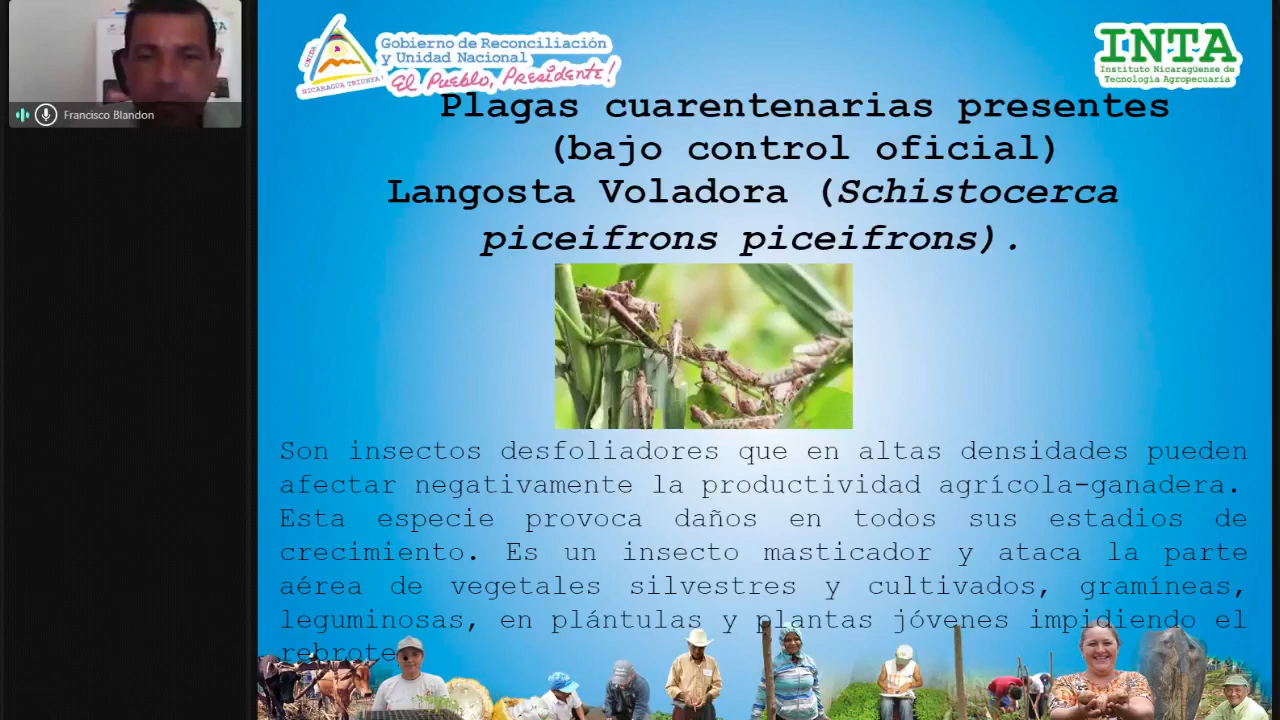 Francisco Blandon
UNIDA
NICARAGUA TRIUNFA!
Gobierno de Reconciliación
y Unidad Nacional
El Pueblo, Presidente!
INTA
Instituto Nicaragüense de
Tecnología Agropecuaria
Plagas cuarentenarias presentes
(bajo control oficial)
Langosta Voladora (Schistocerca
piceifrons piceifrons).
Son insectos desfoliadores que en altas densidades pueden
afectar negativamente la productividad agrícola-ganadera.
Esta especie provoca daños en todos sus estadios de
crecimiento. Es un insecto masticador y ataca la parte
aérea de vegetales silvestres y cultivados, gramíneas,
leguminosas, en plántulas y plantas jóvenes impidiendo el
rebrote.